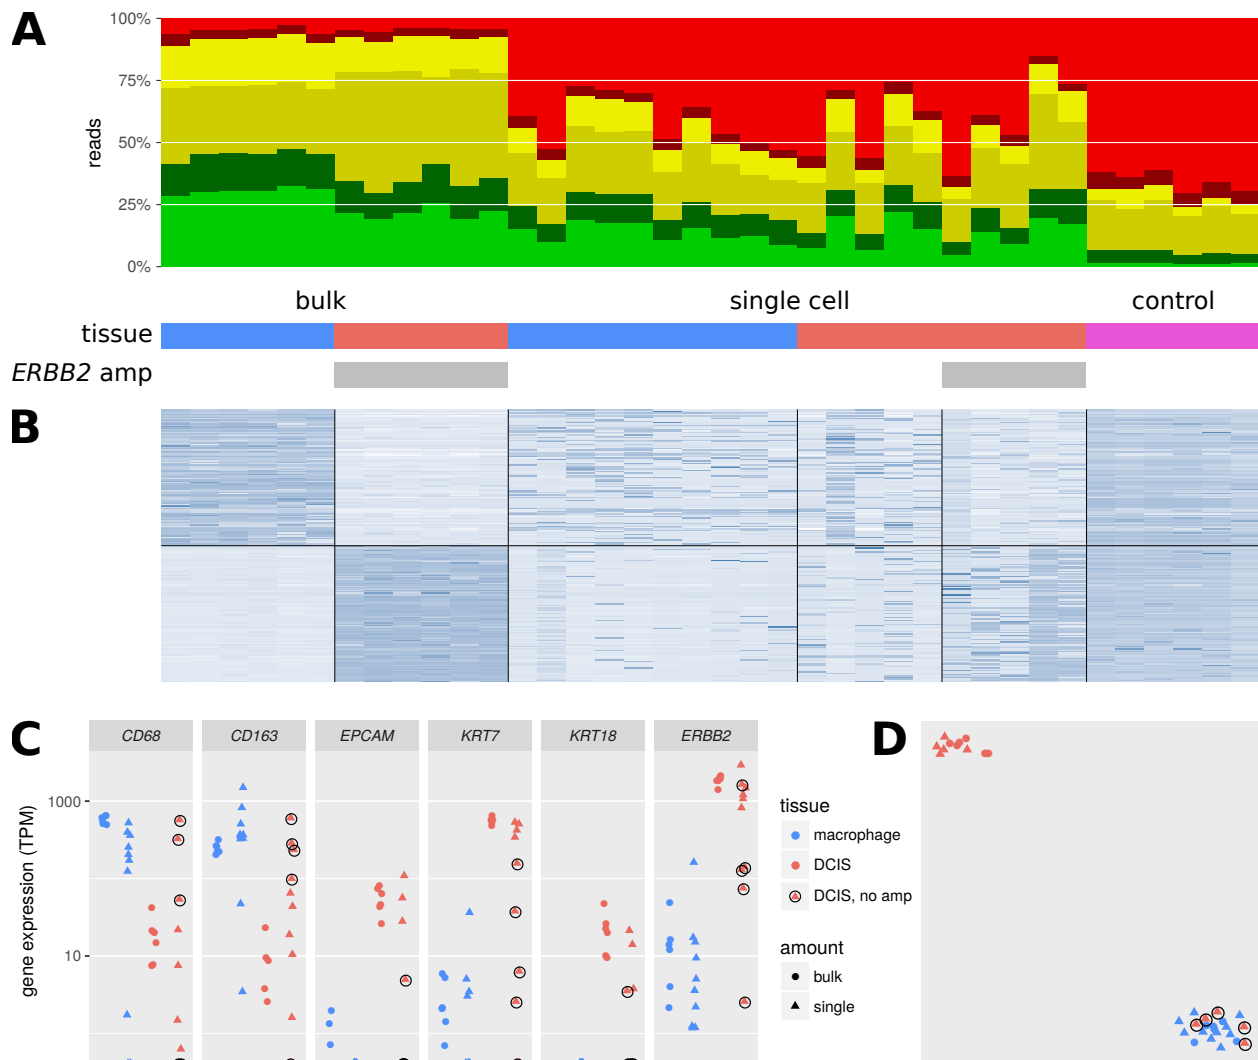 A
100%
75%
50%
25%
0%
reads
bulk
single cell
control
tissue
ERBB2 amp
B
C
CD68
CD163
EPCAM
KRT7
KRT18
ERBB2
1000
10
gene expression (TPM)
tissue
macrophage
DCIS
DCIS, no amp
amount
bulk
single
D